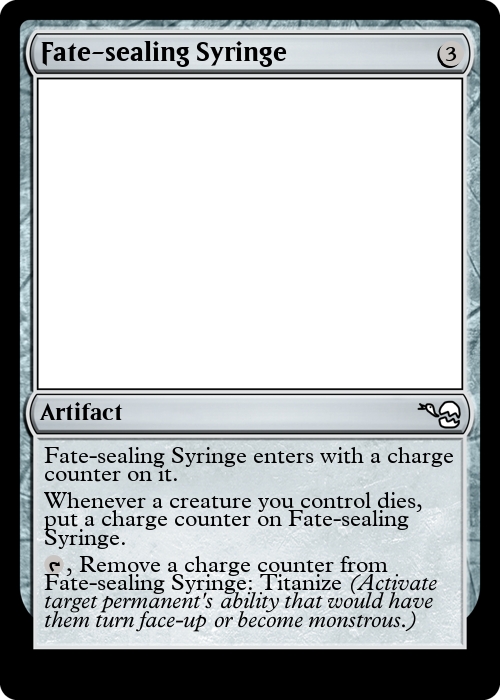 Fate-sealing Syringe 3
Artifact
Fate-sealing Syringe enters with a charge
counter on it.
Whenever a creature you control dies,
put a charge counter on Fate-sealing
Syringe.
, Remove a charge counter from
Fate-sealing Syringe: Titanize (Activate
target permanent's ability that would have
them turn face-up or become monstrous.)